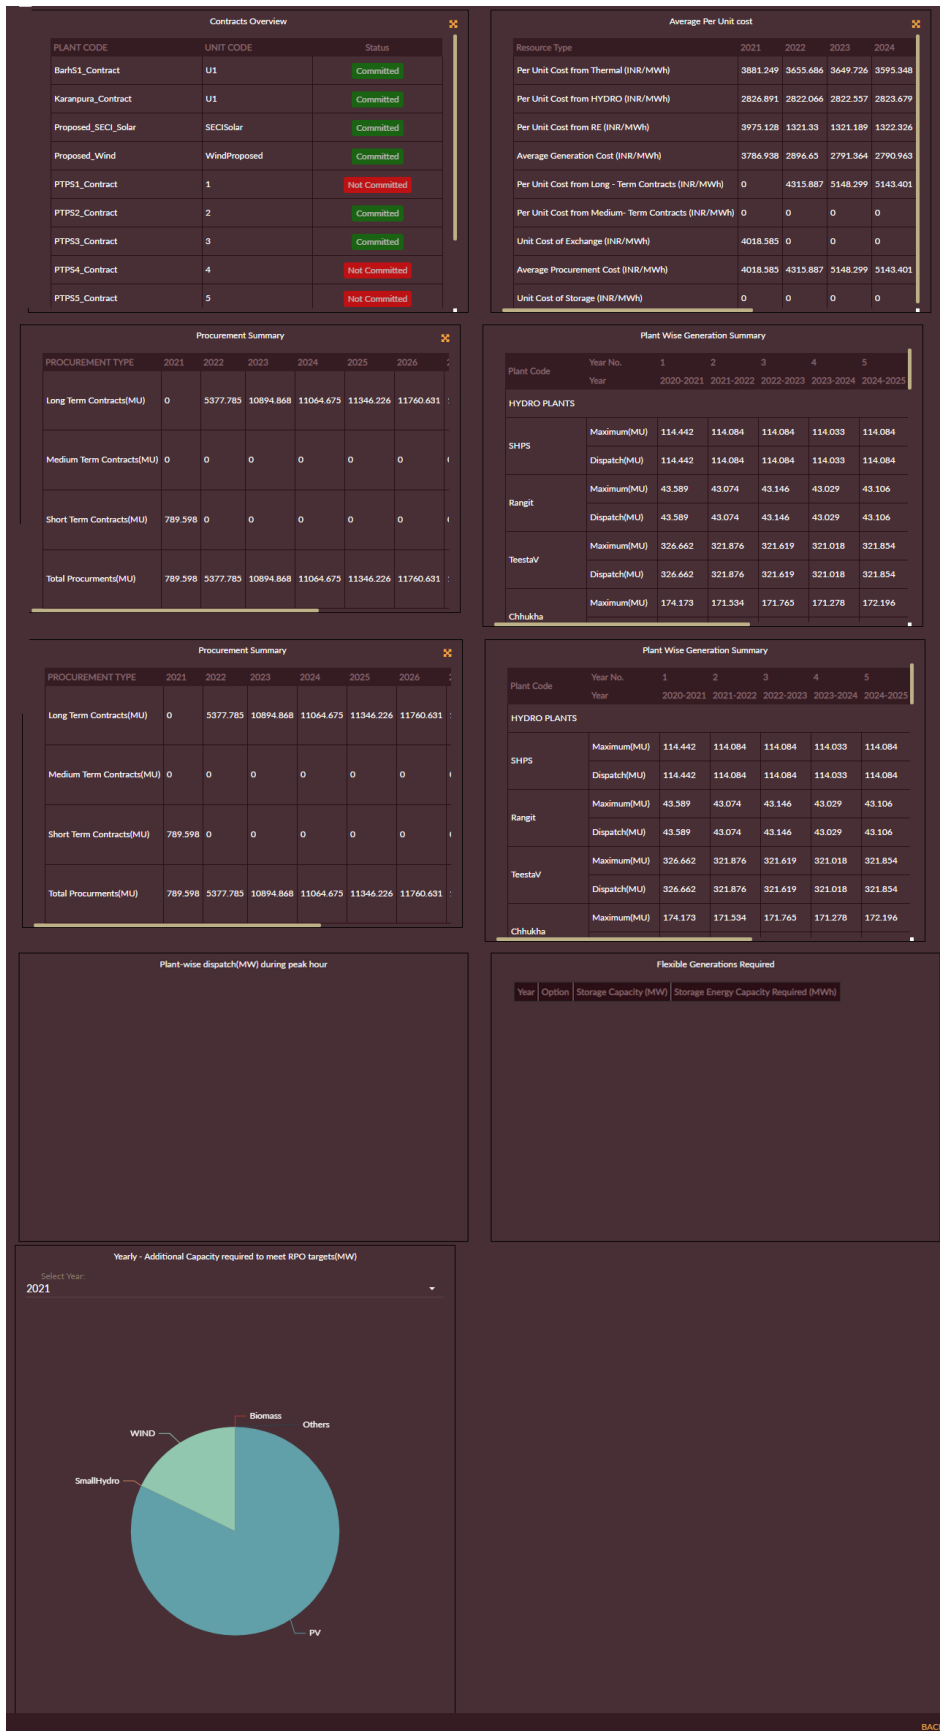 Contracts Overview
PLANT CODE UNIT CODE Status
BarhS1_Contract U1 Committed
Karanpura_Contract U1 Committed
Proposed_SECI_Solar SECISolar Committed
Proposed_Wind WindProposed Committed
PTPS1_Contract 1 Not Committed
PTPS2_Contract 2 Committed
PTPS3_Contract 3 Committed
PTPS4_Contract 4 Not Committed
PTPS5_Contract 5 Not Committed
Average Per Unit cost
Resource Type 2021 2022 2023 2024
Per Unit Cost from Thermal (INR/MWh) 3881.249 3655.686 3649.726 3595.348
Per Unit Cost from HYDRO (INR/MWh) 2826.891 2822.066 2822.557 2823.679
Per Unit Cost from RE (INR/MWh) 3975.128 1321.33 1321.189 1322.326
Average Generation Cost (INR/MWh) 3786.938 2896.65 2791.364 2790.963
Per Unit Cost from Long - Term Contracts (INR/MWh) 0 4315.887 5148.299 5143.401
Per Unit Cost from Medium- Term Contracts (INR/MWh) 0 0 0 0
Unit Cost of Exchange (INR/MWh) 4018.585 0 0 0
Average Procurement Cost (INR/MWh) 4018.585 4315.887 5148.299 5143.401
Unit Cost of Storage (INR/MWh) 0 0 0 0
Procurement Summary
PROCUREMENT TYPE 2021 2022 2023 2024 2025 2026
Long Term Contracts(MU) 0 5377.785 10894.868 11064.675 11346.226 11760.631
Medium Term Contracts(MU) 0 0 0 0 0 0
Short Term Contracts(MU) 789.598 0 0 0 0 0
Total Procurments(MU) 789.598 5377.785 10894.868 11064.675 11346.226 11760.631
Plant Wise Generation Summary
Plant Code Year No. 1 2 3 4 5
Year 2020-2021 2021-2022 2022-2023 2023-2024 2024-2025
HYDRO PLANTS
SHPS Maximum(MU) 114.442 114.084 114.084 114.033 114.084
Dispatch(MU) 114.442 114.084 114.084 114.033 114.084
Rangit Maximum(MU) 43.589 43.074 43.146 43.029 43.106
Dispatch(MU) 43.589 43.074 43.146 43.029 43.106
TeestaV Maximum(MU) 326.662 321.876 321.619 321.018 321.854
Dispatch(MU) 326.662 321.876 321.619 321.018 321.854
Chhukha Maximum(MU) 174.173 171.534 171.765 171.278 172.196
Procurement Summary
PROCUREMENT TYPE 2021 2022 2023 2024 2025 2026
Long Term Contracts(MU) 0 5377.785 10894.868 11064.675 11346.226 11760.631
Medium Term Contracts(MU) 0 0 0 0 0 0
Short Term Contracts(MU) 789.598 0 0 0 0 0
Total Procurments(MU) 789.598 5377.785 10894.868 11064.675 11346.226 11760.631
Plant Wise Generation Summary
Plant Code Year No. 1 2 3 4 5
Year 2020-2021 2021-2022 2022-2023 2023-2024 2024-2025
HYDRO PLANTS
SHPS Maximum(MU) 114.442 114.084 114.084 114.033 114.084
Dispatch(MU) 114.442 114.084 114.084 114.033 114.084
Rangit Maximum(MU) 43.589 43.074 43.146 43.029 43.106
Dispatch(MU) 43.589 43.074 43.146 43.029 43.106
TeestaV Maximum(MU) 326.662 321.876 321.619 321.018 321.854
Dispatch(MU) 326.662 321.876 321.619 321.018 321.854
Chhukha Maximum(MU) 174.173 171.534 171.765 171.278 172.196
Plant-wise dispatch(MW) during peak hour
Flexible Generations Required
Year Option Storage Capacity (MW) Storage Energy Capacity Required (MWh)
Yearly - Additional Capacity required to meet RPO targets(MW)
Select Year:
2021
Biomass
Others
WIND
SmallHydro
PV
BACK